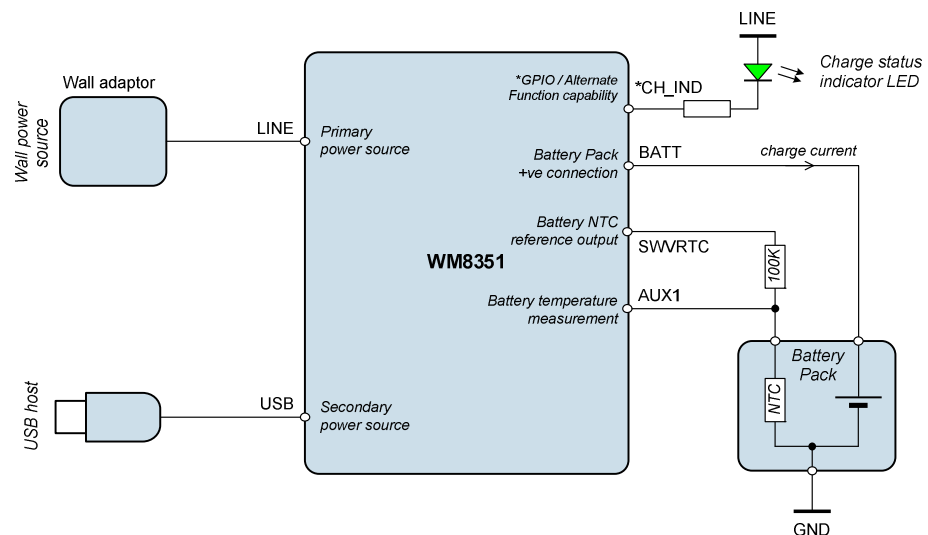 LINE
Charge status
indicator LED
*GPIO / Alternate
Function capability
*CH_IND
Wall adaptor
Wall power
source
LINE
Primary
power source
Battery Pack
+ve connection
BATT
charge current
Battery NTC
reference output
SWVRTC
100K
WM8351
Battery temperature
measurement
AUX1
Battery
Pack
NTC
USB host
USB
Secondary
power source
GND